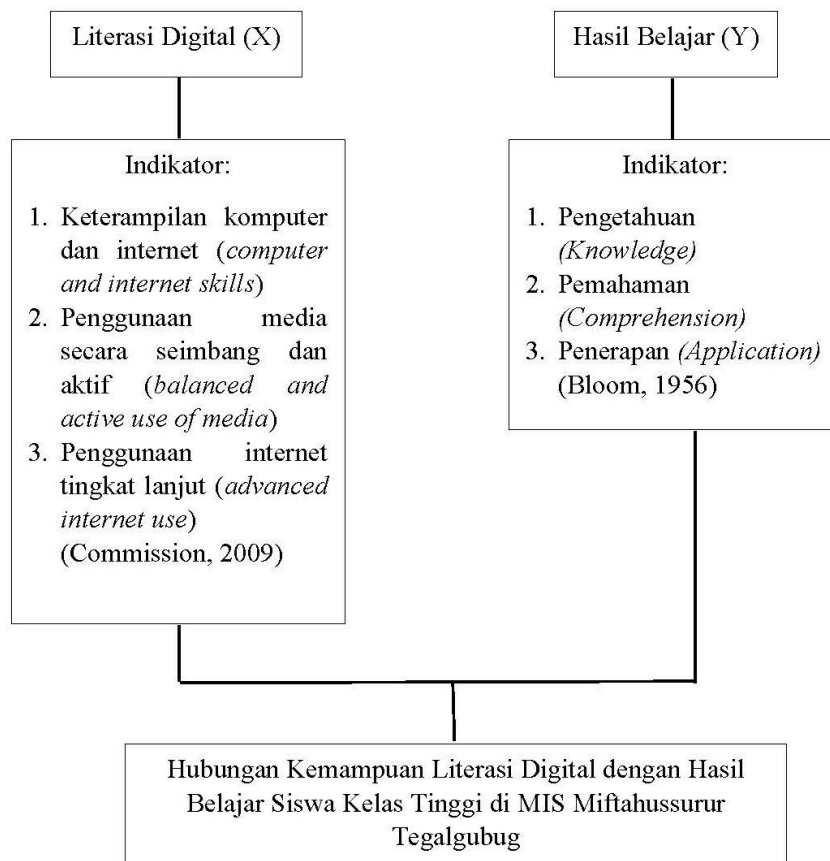 Literasi Digital (X)
Hasil Belajar (Y)
Indikator:
1. Keterampilan komputer
dan internet (computer
and internet skills)
2. Penggunaan media
secara seimbang dan
aktif (balanced and
active use of media)
3. Penggunaan internet
tingkat lanjut (advanced
internet use)
(Commission, 2009)
Indikator:
1. Pengetahuan
(Knowledge)
2. Pemahaman
(Comprehension)
3. Penerapan (Application)
(Bloom, 1956)
Hubungan Kemampuan Literasi Digital dengan Hasil
Belajar Siswa Kelas Tinggi di MIS Miftahussurur
Tegalgubug